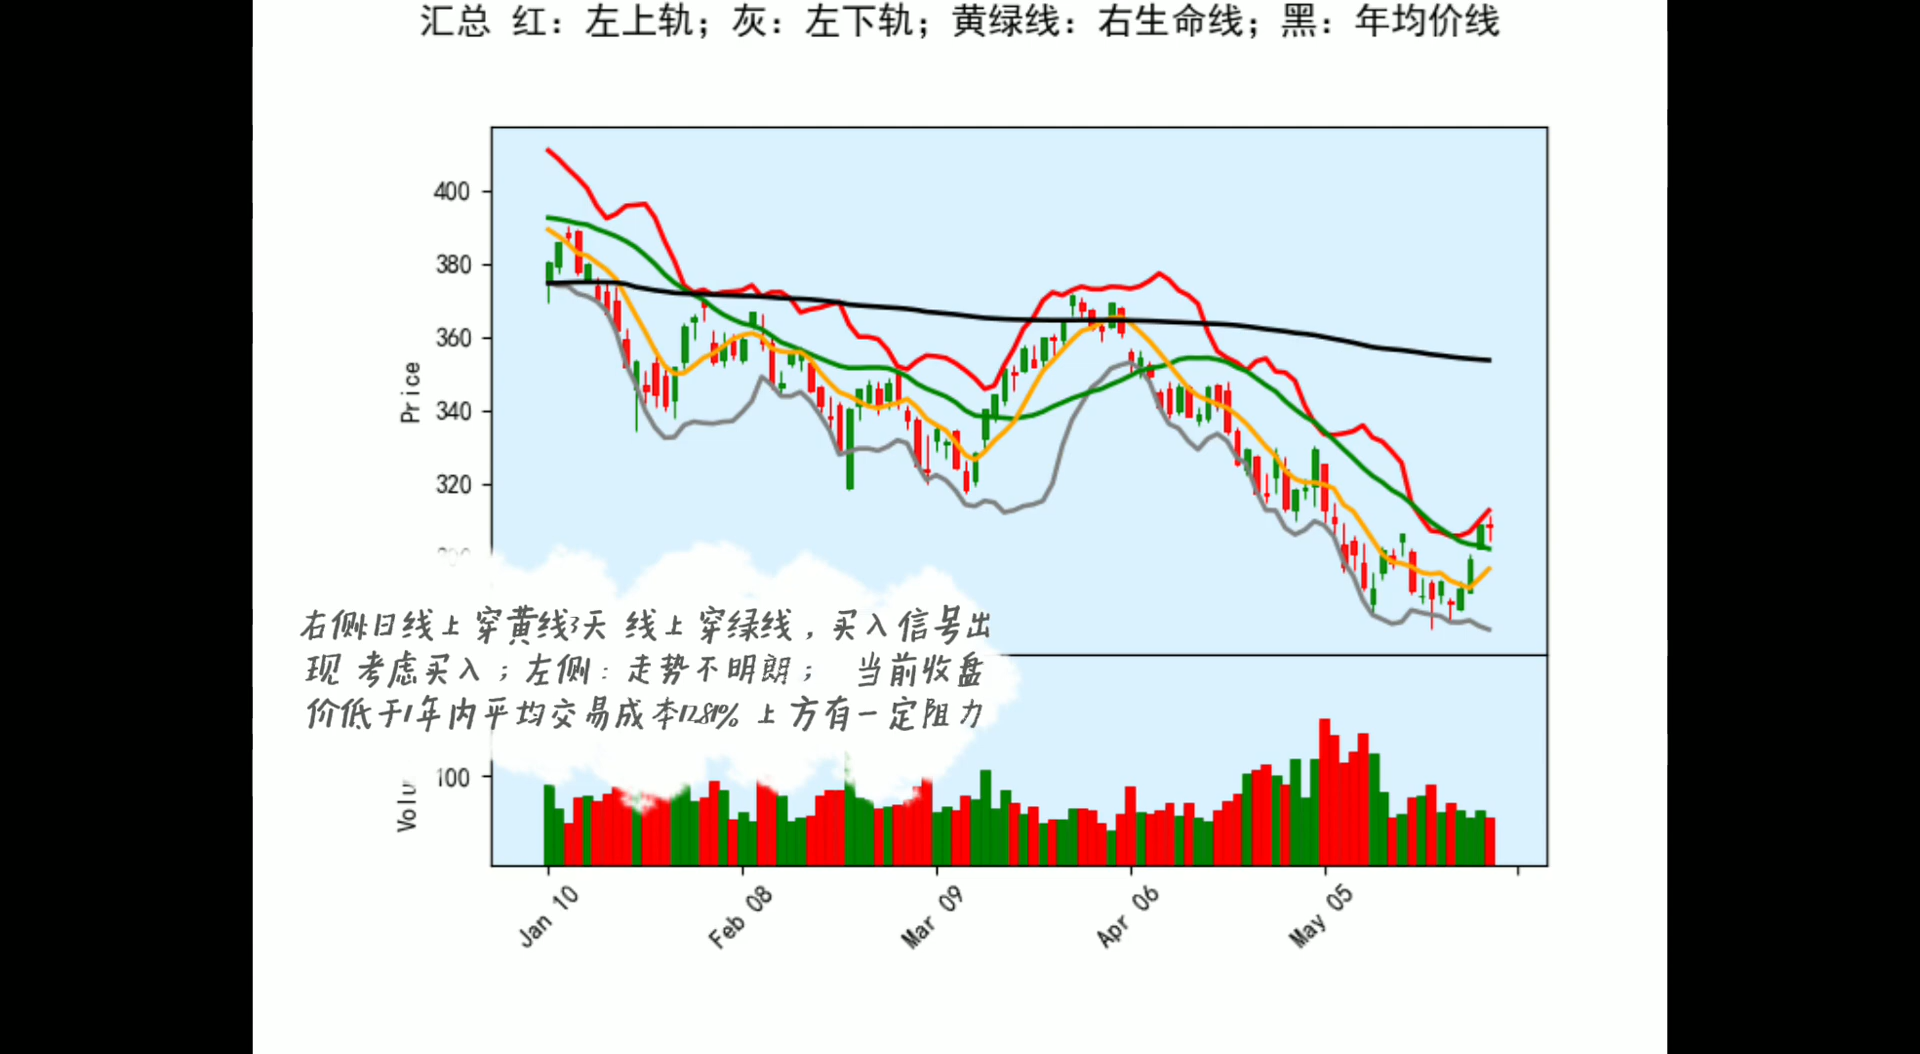 汇总 红：左上轨；灰：左下轨；黄绿线：右生命线；黑：年均价线
400
380
360
340
320
Price
右侧:日线上穿黄线3天 线上穿绿线，买入信号出
现 考虑买入；左侧：走势不明朗； 当前收盘
价低于1年内平均交易成本12.81% 上方有一定阻力
100
Volu
Jan 10
Feb 08
Mar 09
Apr 06
May 05